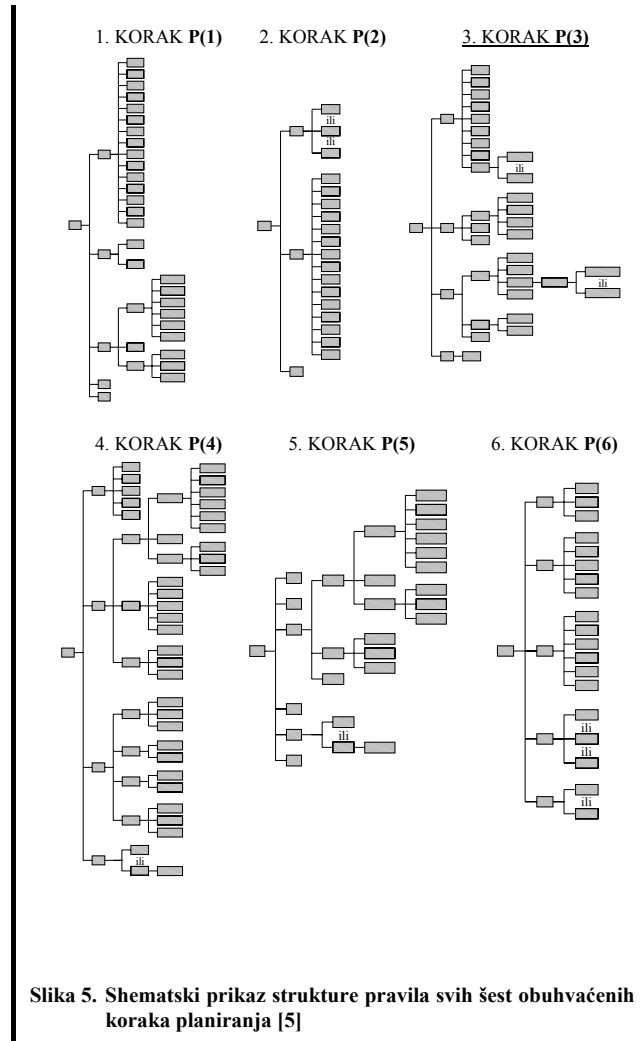 1. KORAK P(1)
2. KORAK P(2)
3. KORAK P(3)
ili
ili
ili
ili
4. KORAK P(4)
5. KORAK P(5)
6. KORAK P(6)
ili
ili
ili
ili
ili
Slika 5. Shematski prikaz strukture pravila svih šest obuhvaćenih
koraka planiranja [5]